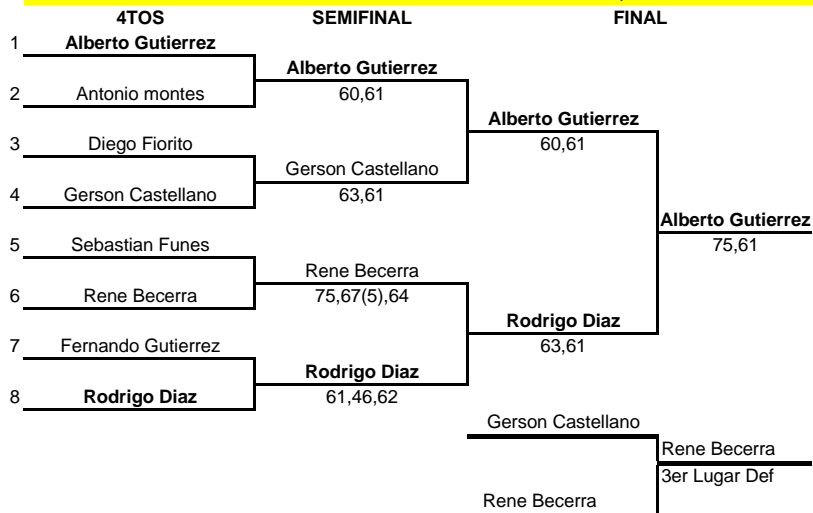 4TOS SEMIFINAL FINAL
1 Alberto Gutierrez
Alberto Gutierrez
2 Antonio montes 60,61
Alberto Gutierrez
3 Diego Fiorito 60,61
Gerson Castellano
4 Gerson Castellano 63,61
Alberto Gutierrez
5 Sebastian Funes 75,61
Rene Becerra
6 Rene Becerra 75,67(5),64
Rodrigo Diaz
7 Fernando Gutierrez 63,61
Rodrigo Diaz
8 Rodrigo Diaz 61,46,62
Gerson Castellano
Rene Becerra
3er Lugar Def
Rene Becerra